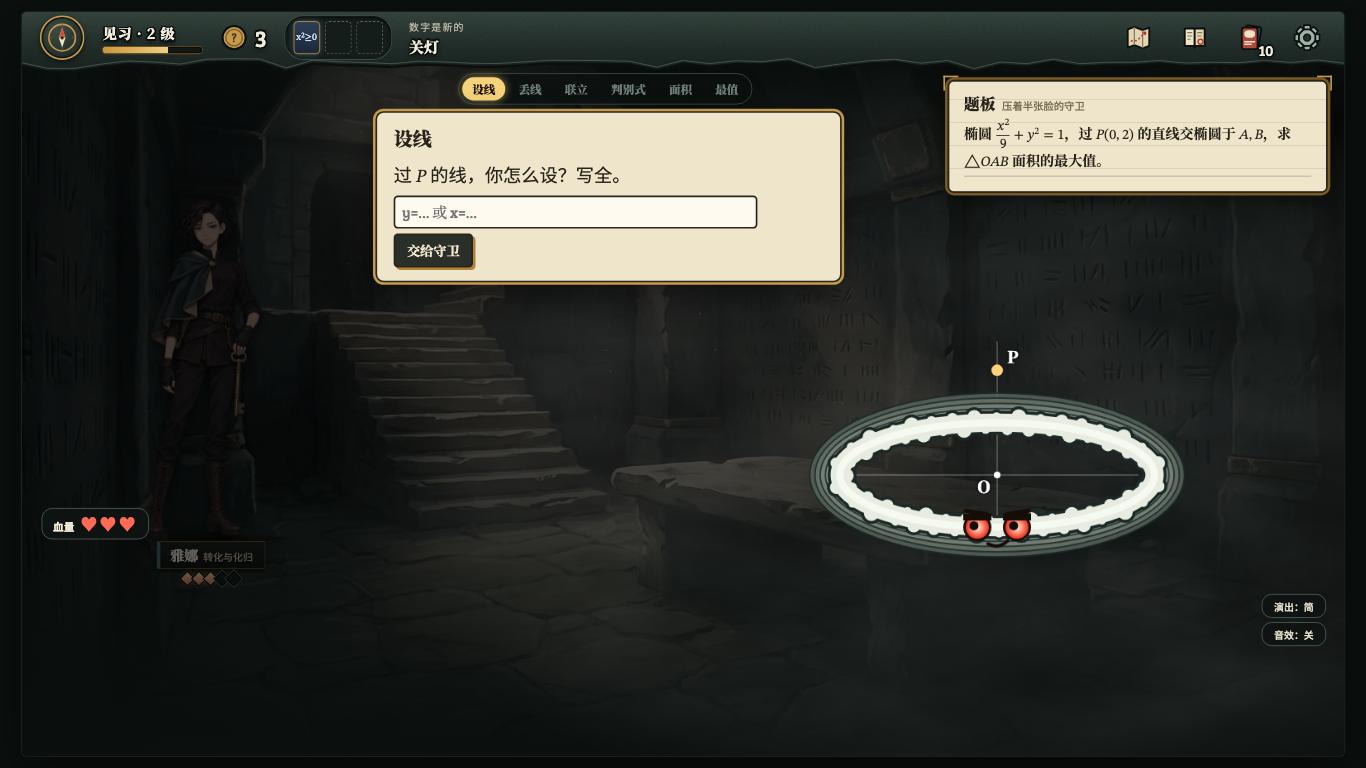 见习 · 2 级
3
x²≥0
数字是新的
关灯
10
设线 丢线 联立 判别式 面积 最值
设线
过 P 的线，你怎么设？写全。
y=... 或 x=...
交给守卫
题板 压着半张脸的守卫
椭圆 x²/9 + y² = 1，过 P(0, 2) 的直线交椭圆于 A, B，求
△OAB 面积的最大值。
P
O
血量
雅娜 转化与化归
演出：简
音效：关